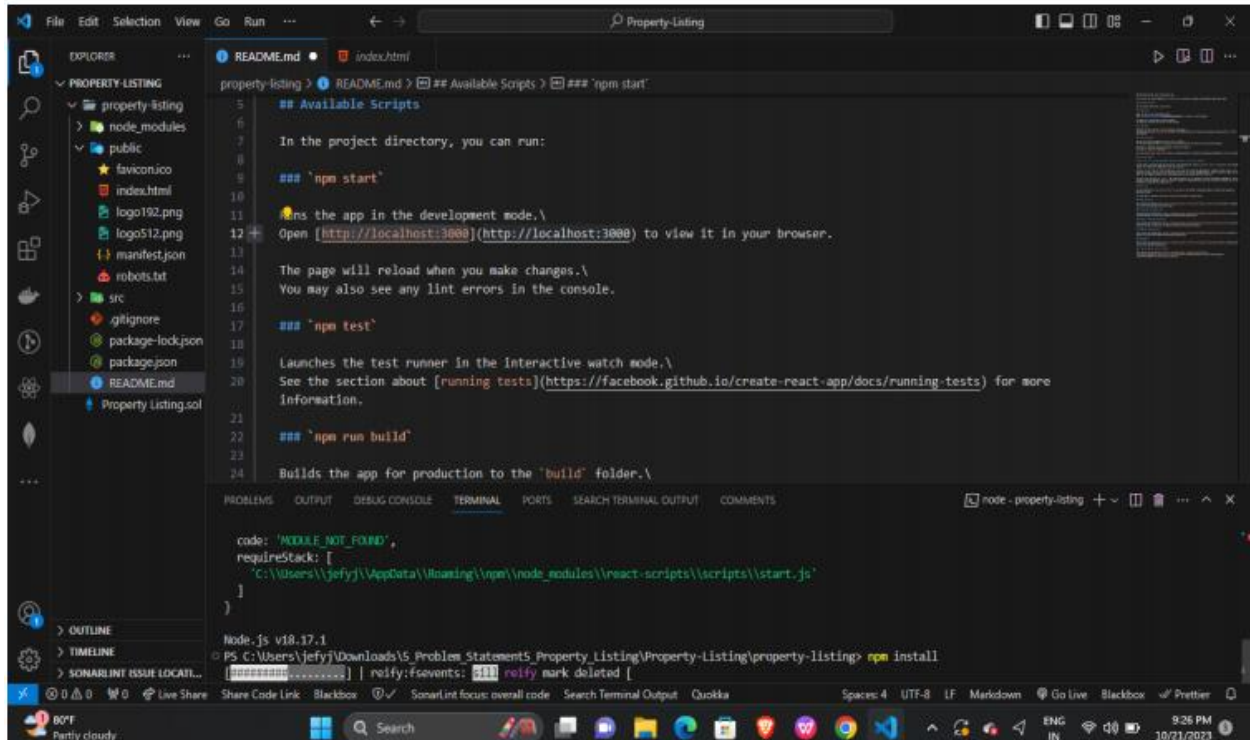 File Edit Selection View Go Run ···
Property-Listing
EXPLORER ···
PROPERTY-LISTING
property-listing
node_modules
public
favicon.ico
index.html
logo192.png
logo512.png
manifest.json
robots.txt
src
.gitignore
package-lock.json
package.json
README.md
Property Listing.sol
OUTLINE
TIMELINE
SONARLINT ISSUE LOCATI...
README.md index.html
property-listing > README.md > ## Available Scripts > ### `npm start`
5 ## Available Scripts
6
7 In the project directory, you can run:
8
9 ### `npm start`
10
11 ns the app in the development mode.\
12 Open [http://localhost:3000](http://localhost:3000) to view it in your browser.
13
14 The page will reload when you make changes.\
15 You may also see any lint errors in the console.
16
17 ### `npm test`
18
19 Launches the test runner in the interactive watch mode.\
20 See the section about [running tests](https://facebook.github.io/create-react-app/docs/running-tests) for more
information.
21
22 ### `npm run build`
23
24 Builds the app for production to the `build` folder.\
PROBLEMS OUTPUT DEBUG CONSOLE TERMINAL PORTS SEARCH TERMINAL OUTPUT COMMENTS
node - property-listing
code: 'MODULE_NOT_FOUND',
requireStack: [
'C:\\Users\\jefyj\\AppData\\Roaming\\npm\\node_modules\\react-scripts\\scripts\\start.js'
]
}
Node.js v18.17.1
PS C:\Users\jefyj\Downloads\5_Problem_Statement5_Property_Listing\Property-Listing\property-listing> npm install
[#########.........] | reify:fsevents: sill reify mark deleted [
0 0 0 Live Share Share Code Link Blackbox SonarLint focus: overall code Search Terminal Output Quokka
Spaces: 4 UTF-8 LF Markdown Go Live Blackbox Prettier
80°F
Partly cloudy
Search
ENG
IN
9:26 PM
10/21/2023